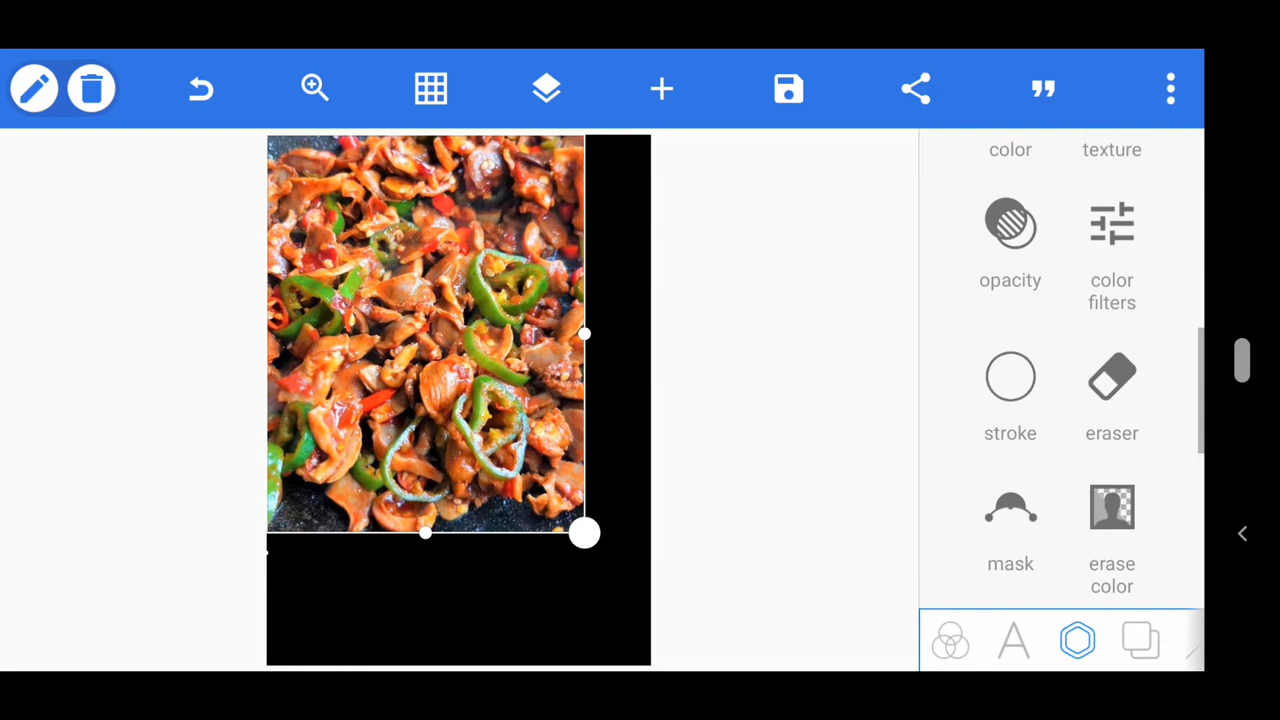 color texture
opacity color filters
stroke eraser
mask erase color